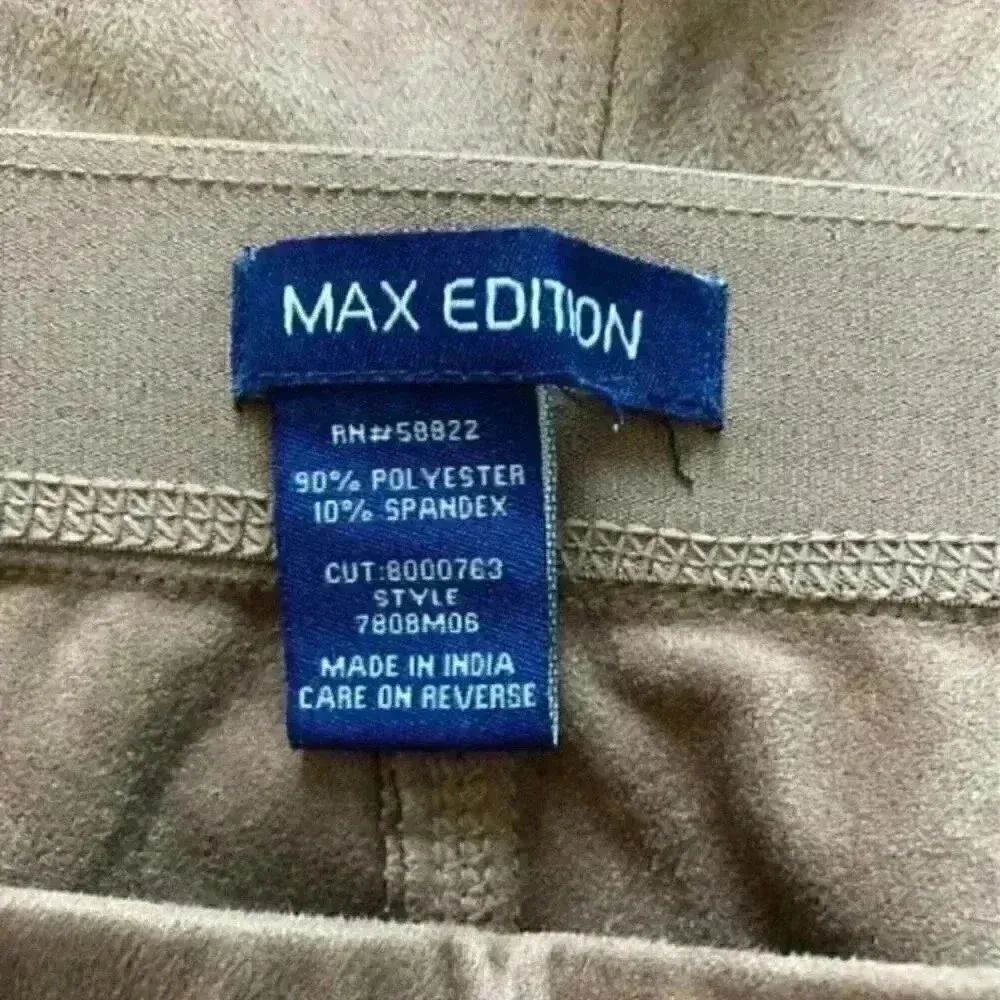 MAX EDITION
RN#58822
90% POLYESTER
10% SPANDEX
CUT:8000763
STYLE
7808M06
MADE IN INDIA
CARE ON REVERSE